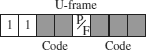 U-frame
1 1 P/F
Code Code